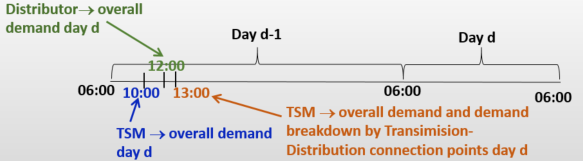 Distributor→ overall
demand day d
Day d-1
Day d
12:00
06:00
10:00
13:00
06:00
06:00
TSM → overall demand
day d
TSM → overall demand and demand
breakdown by Transimision-
Distribution connection points day d